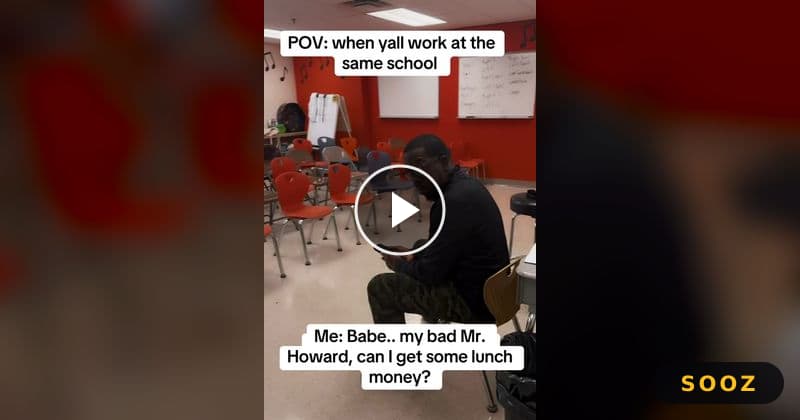 POV: when yall work at the
same school
Me: Babe.. my bad Mr.
Howard, can I get some lunch
money?
SOOZ